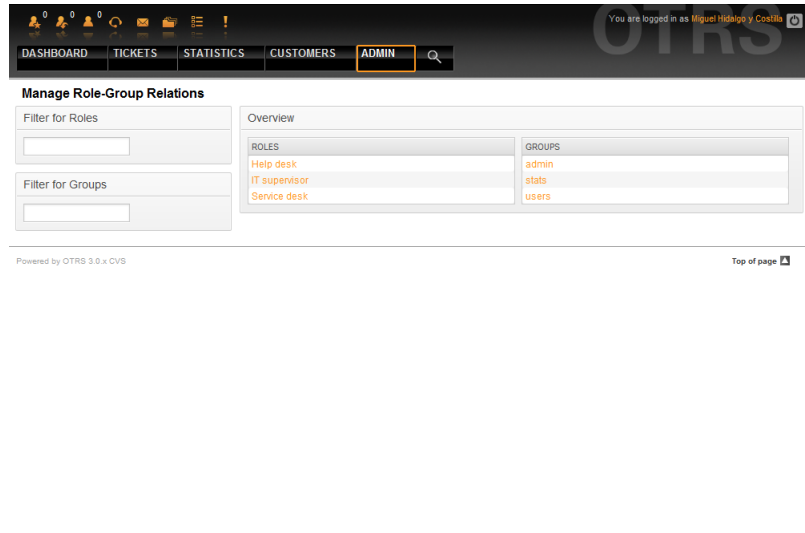 0 0 0
You are logged in as Miguel Hidalgo y Costilla
OTRS
DASHBOARD TICKETS STATISTICS CUSTOMERS ADMIN
Manage Role-Group Relations
Filter for Roles
Filter for Groups
Overview
ROLES GROUPS
Help desk admin
IT supervisor stats
Service desk users
Powered by OTRS 3.0.x CVS
Top of page